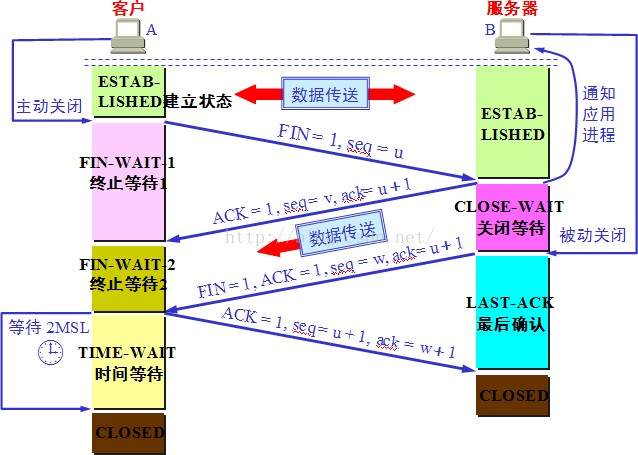 客户
服务器
A
B
ESTAB-
LISHED建立状态
数据传送
ESTAB-
LISHED
通知
应用
进程
主动关闭
FIN = 1, seq = u
FIN-WAIT-1
终止等待1
ACK = 1, seq= v, ack= u + 1
CLOSE-WAIT
关闭等待
数据传送
被动关闭
FIN-WAIT-2
终止等待2
FIN= 1, ACK = 1, seq = w, ack= u + 1
LAST-ACK
最后确认
等待 2MSL
ACK = 1, seq= u + 1, ack = w + 1
TIME-WAIT
时间等待
CLOSED
CLOSED